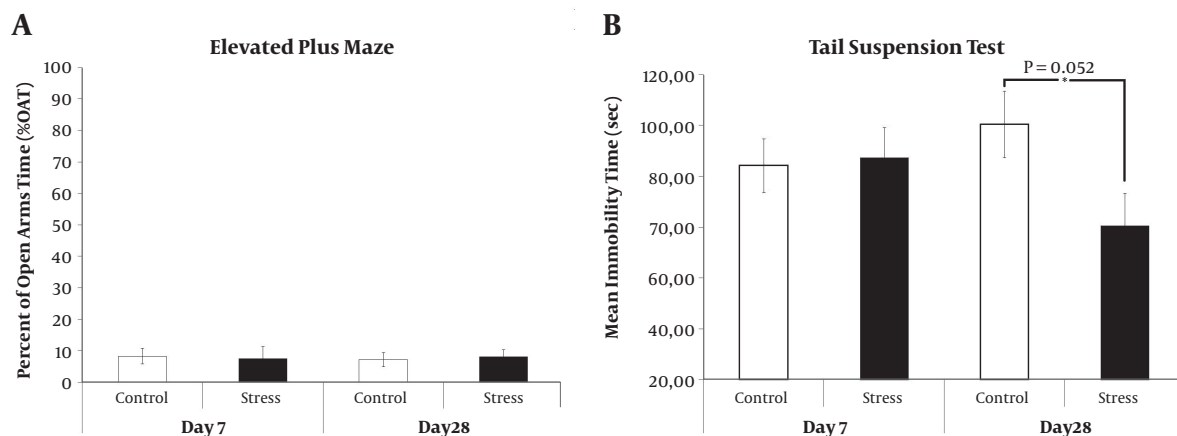 A
Elevated Plus Maze
Percent of Open Arms Time (%OAT)
100
90
80
70
60
50
40
30
20
10
0
Control
Stress
Control
Stress
Day 7
Day28
B
Tail Suspension Test
P = 0.052
*
Mean Immobility Time (sec)
120,00
100,00
80,00
70,00
60,00
40,00
20,00
Control
Stress
Control
Stress
Day 7
Day28